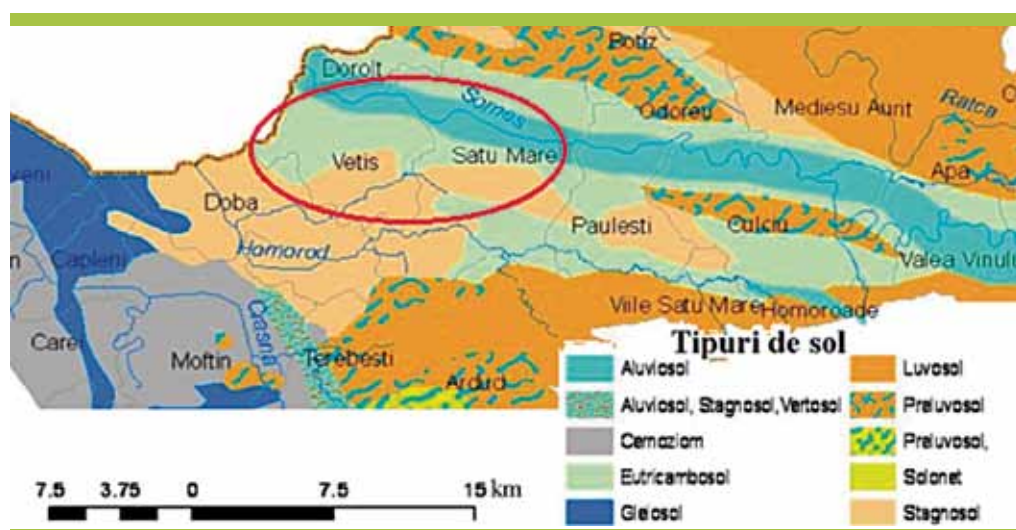 Botiz
Dorolt
Somes
Odoreu
Mediesu Aunt
Ratca
Vetis
Satu Mare
Apa
Doba
Paulesti
Culciu
Homorod
Capleni
Valea Vinului
Crasna
Viile Satu Mare
Homoroade
Carei
Moftin
Terebesti
Ardud
Tipuri de sol
Aluviosol
Luvosol
Aluviosol, Stagnosol,Vertosol
Preluvosol
Cernoziom
Preluvosol,
Eutricambosol
Solonet
Gleiosol
Stagnosol
7.5 3.75 0 7.5 15 km